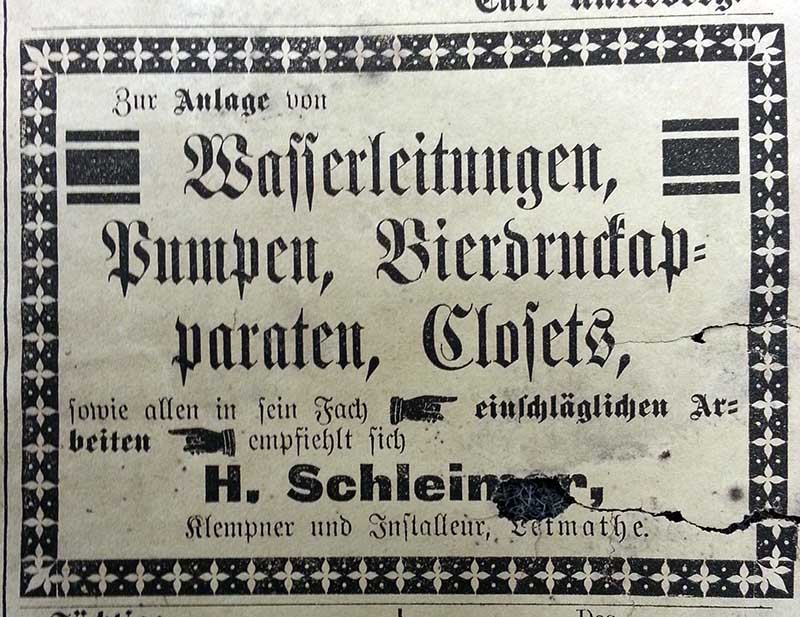 Zur Anlage von
Wasserleitungen,
Pumpen, Bierdruckap-
paraten, Closets,
sowie allen in sein Fach einschläglichen Ar-
beiten empfiehlt sich
H.
Klempner und Installeur, Letmathe.